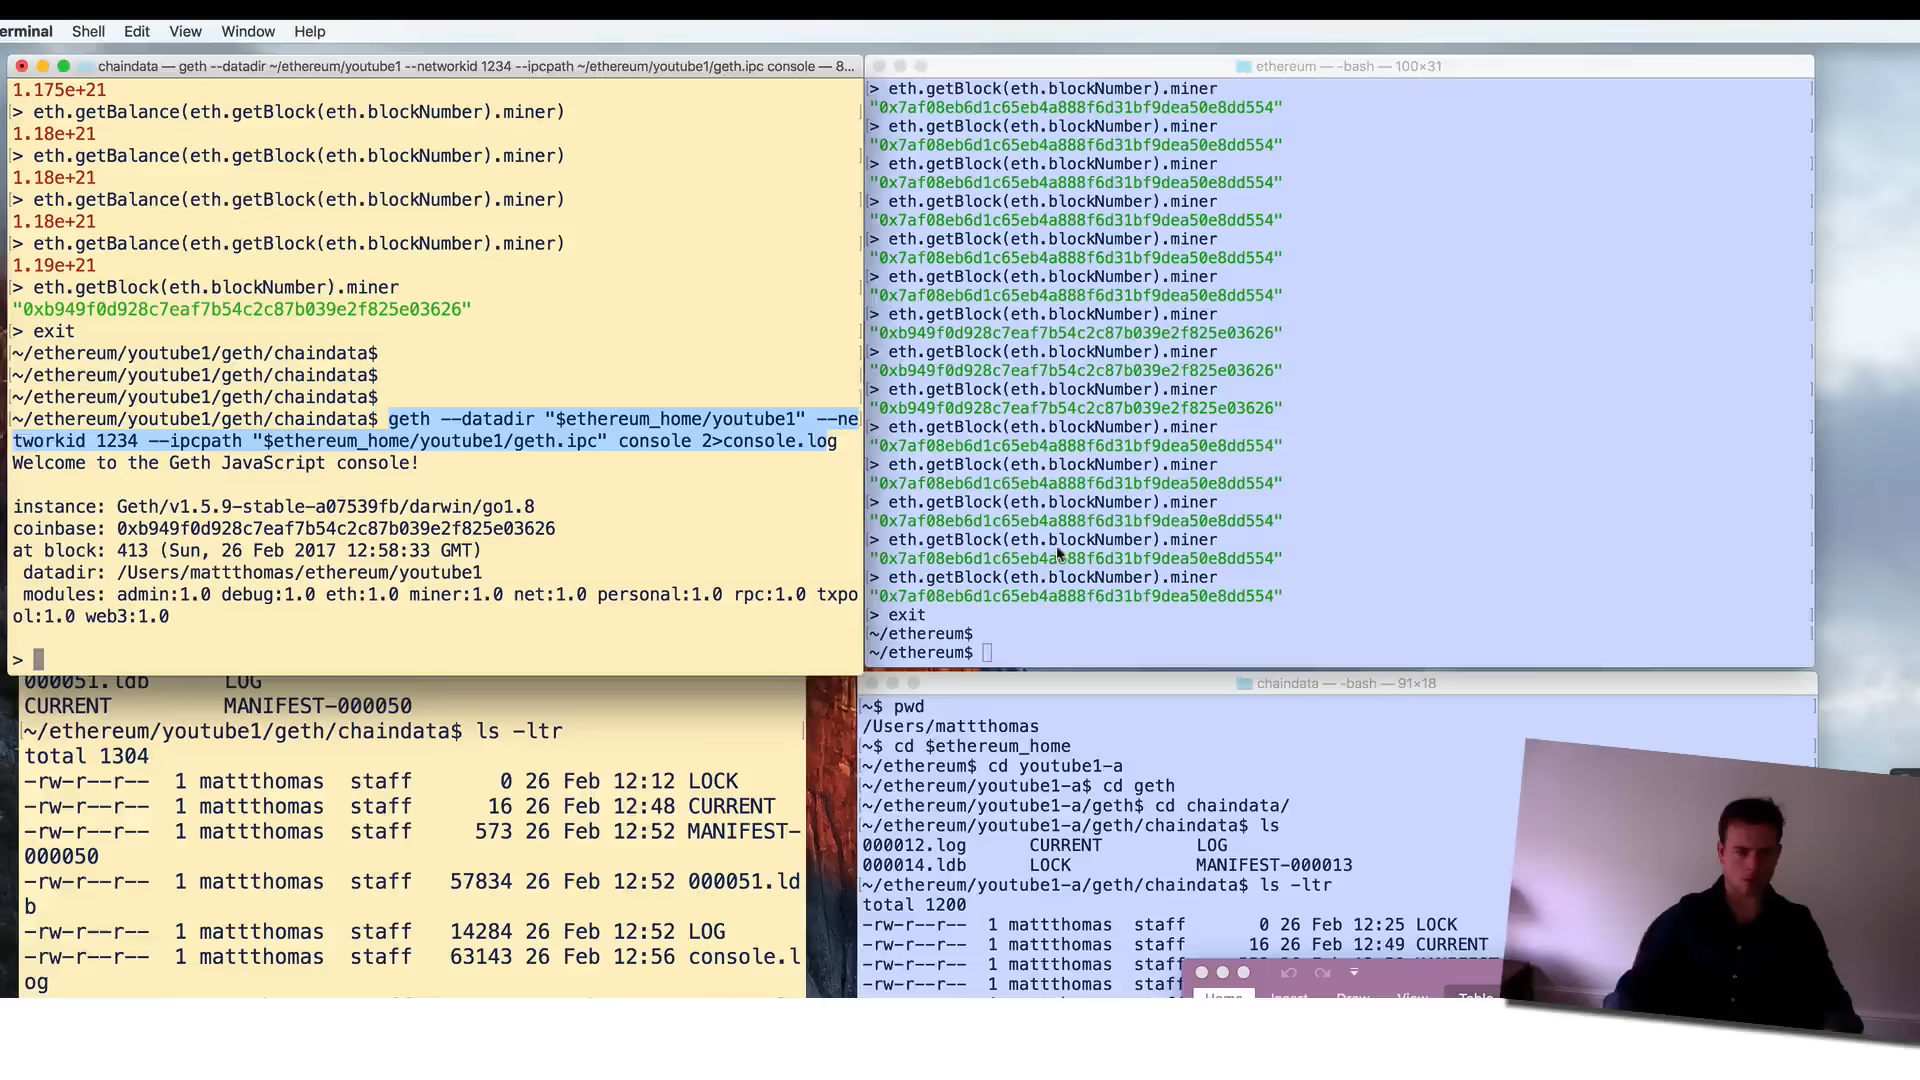 erminal Shell Edit View Window Help
chaindata — geth --datadir ~/ethereum/youtube1 --networkid 1234 --ipcpath ~/ethereum/youtube1/geth.ipc console — 8...
1.175e+21
> eth.getBalance(eth.getBlock(eth.blockNumber).miner)
1.18e+21
> eth.getBalance(eth.getBlock(eth.blockNumber).miner)
1.18e+21
> eth.getBalance(eth.getBlock(eth.blockNumber).miner)
1.18e+21
> eth.getBalance(eth.getBlock(eth.blockNumber).miner)
1.19e+21
> eth.getBlock(eth.blockNumber).miner
"0xb949f0d928c7eaf7b54c2c87b039e2f825e03626"
> exit
~/ethereum/youtube1/geth/chaindata$
~/ethereum/youtube1/geth/chaindata$
~/ethereum/youtube1/geth/chaindata$
~/ethereum/youtube1/geth/chaindata$ geth --datadir "$ethereum_home/youtube1" --ne
tworkid 1234 --ipcpath "$ethereum_home/youtube1/geth.ipc" console 2>console.log
Welcome to the Geth JavaScript console!
instance: Geth/v1.5.9-stable-a07539fb/darwin/go1.8
coinbase: 0xb949f0d928c7eaf7b54c2c87b039e2f825e03626
at block: 413 (Sun, 26 Feb 2017 12:58:33 GMT)
datadir: /Users/mattthomas/ethereum/youtube1
modules: admin:1.0 debug:1.0 eth:1.0 miner:1.0 net:1.0 personal:1.0 rpc:1.0 txpo
ol:1.0 web3:1.0
>
ethereum — -bash — 100×31
> eth.getBlock(eth.blockNumber).miner
"0x7af08eb6d1c65eb4a888f6d31bf9dea50e8dd554"
> eth.getBlock(eth.blockNumber).miner
"0x7af08eb6d1c65eb4a888f6d31bf9dea50e8dd554"
> eth.getBlock(eth.blockNumber).miner
"0x7af08eb6d1c65eb4a888f6d31bf9dea50e8dd554"
> eth.getBlock(eth.blockNumber).miner
"0x7af08eb6d1c65eb4a888f6d31bf9dea50e8dd554"
> eth.getBlock(eth.blockNumber).miner
"0x7af08eb6d1c65eb4a888f6d31bf9dea50e8dd554"
> eth.getBlock(eth.blockNumber).miner
"0x7af08eb6d1c65eb4a888f6d31bf9dea50e8dd554"
> eth.getBlock(eth.blockNumber).miner
"0xb949f0d928c7eaf7b54c2c87b039e2f825e03626"
> eth.getBlock(eth.blockNumber).miner
"0xb949f0d928c7eaf7b54c2c87b039e2f825e03626"
> eth.getBlock(eth.blockNumber).miner
"0xb949f0d928c7eaf7b54c2c87b039e2f825e03626"
> eth.getBlock(eth.blockNumber).miner
"0x7af08eb6d1c65eb4a888f6d31bf9dea50e8dd554"
> eth.getBlock(eth.blockNumber).miner
"0x7af08eb6d1c65eb4a888f6d31bf9dea50e8dd554"
> eth.getBlock(eth.blockNumber).miner
"0x7af08eb6d1c65eb4a888f6d31bf9dea50e8dd554"
> eth.getBlock(eth.blockNumber).miner
"0x7af08eb6d1c65eb4a888f6d31bf9dea50e8dd554"
> eth.getBlock(eth.blockNumber).miner
"0x7af08eb6d1c65eb4a888f6d31bf9dea50e8dd554"
> exit
~/ethereum$
~/ethereum$
000051.ldb LOG
CURRENT MANIFEST-000050
~/ethereum/youtube1/geth/chaindata$ ls -ltr
total 1304
-rw-r--r-- 1 mattthomas staff 0 26 Feb 12:12 LOCK
-rw-r--r-- 1 mattthomas staff 16 26 Feb 12:48 CURRENT
-rw-r--r-- 1 mattthomas staff 573 26 Feb 12:52 MANIFEST-
000050
-rw-r--r-- 1 mattthomas staff 57834 26 Feb 12:52 000051.ld
b
-rw-r--r-- 1 mattthomas staff 14284 26 Feb 12:52 LOG
-rw-r--r-- 1 mattthomas staff 63143 26 Feb 12:56 console.l
og
chaindata — -bash — 91×18
~$ pwd
/Users/mattthomas
~$ cd $ethereum_home
~/ethereum$ cd youtube1-a
~/ethereum/youtube1-a$ cd geth
~/ethereum/youtube1-a/geth$ cd chaindata/
~/ethereum/youtube1-a/geth/chaindata$ ls
000012.log CURRENT LOG
000014.ldb LOCK MANIFEST-000013
~/ethereum/youtube1-a/geth/chaindata$ ls -ltr
total 1200
-rw-r--r-- 1 mattthomas staff 0 26 Feb 12:25 LOCK
-rw-r--r-- 1 mattthomas staff 16 26 Feb 12:49 CURRENT
-rw-r--r-- 1 mattthomas staff
-rw-r--r-- 1 mattthomas staff
Home Insert Draw View Table